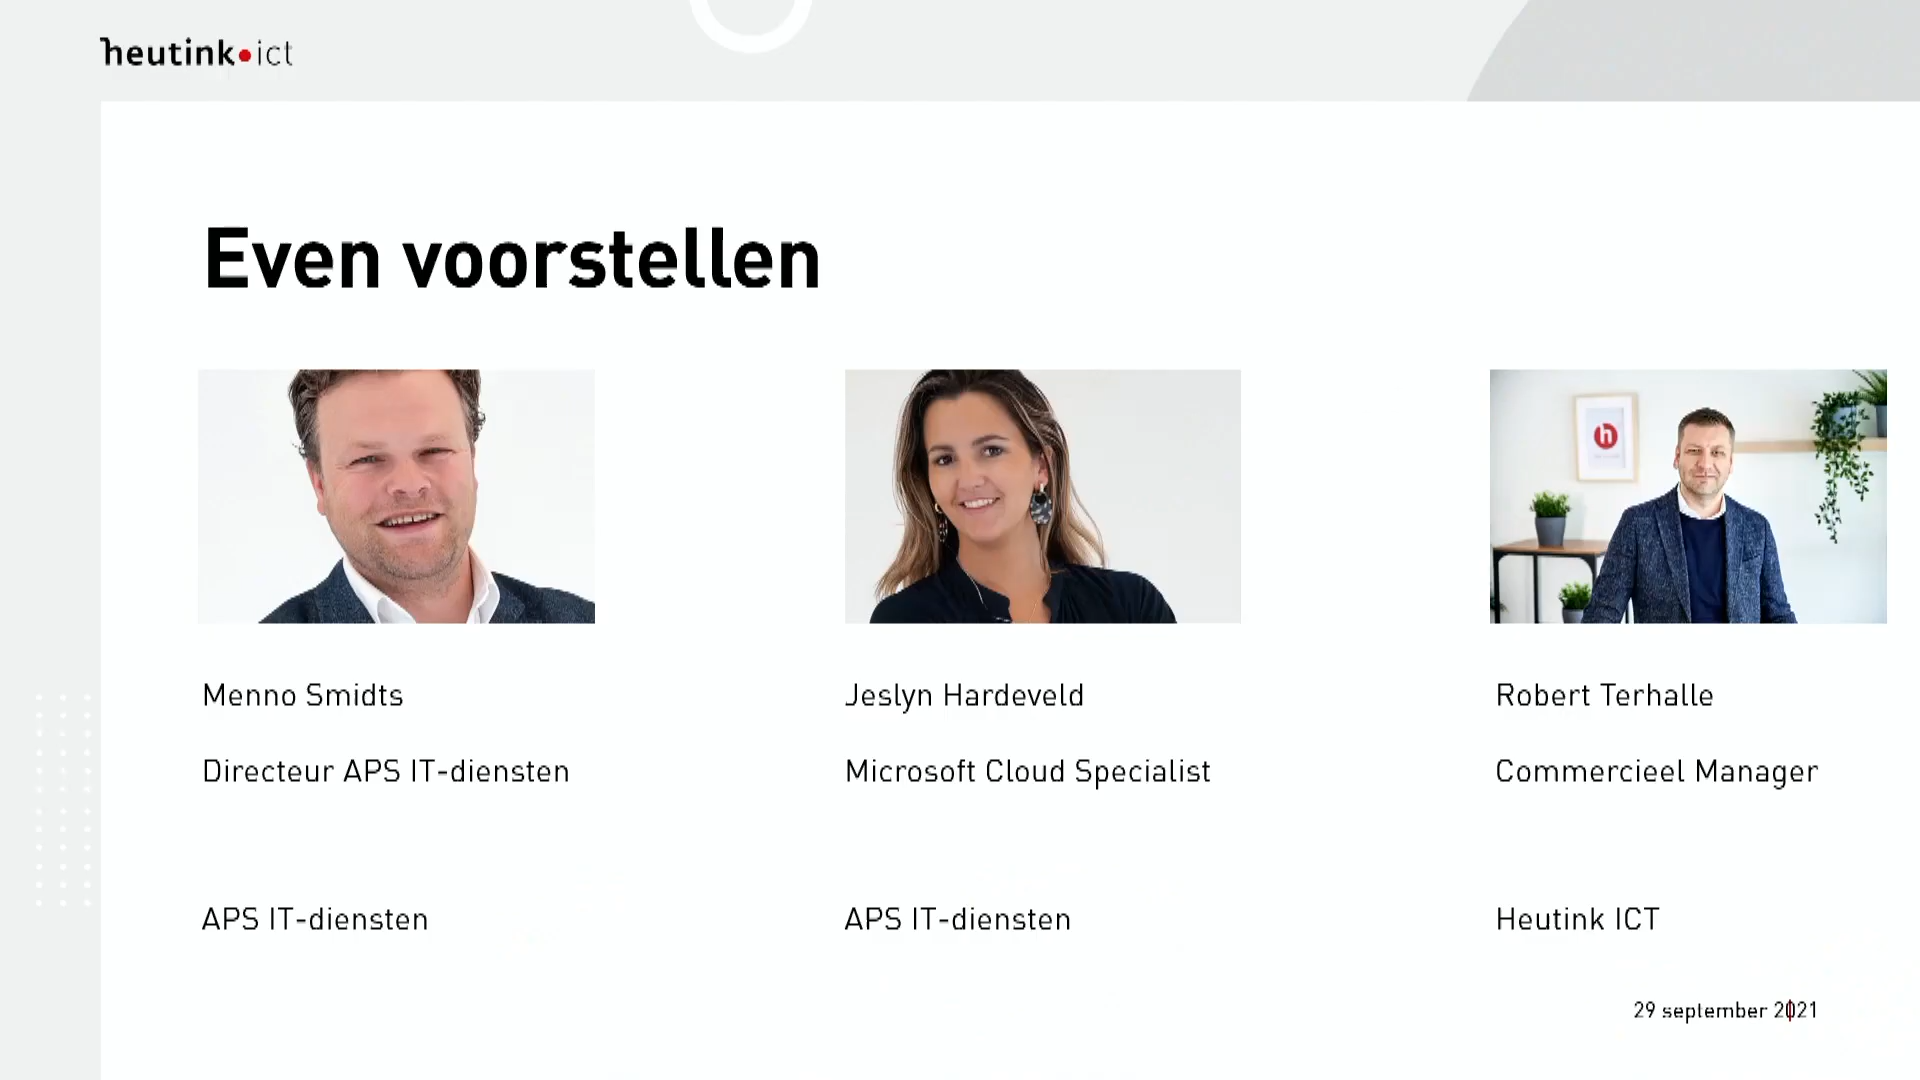 heutink•ict
Even voorstellen
h
Menno Smidts
Directeur APS IT-diensten
APS IT-diensten
Jeslyn Hardeveld
Microsoft Cloud Specialist
APS IT-diensten
Robert Terhalle
Commercieel Manager
Heutink ICT
29 september 2021